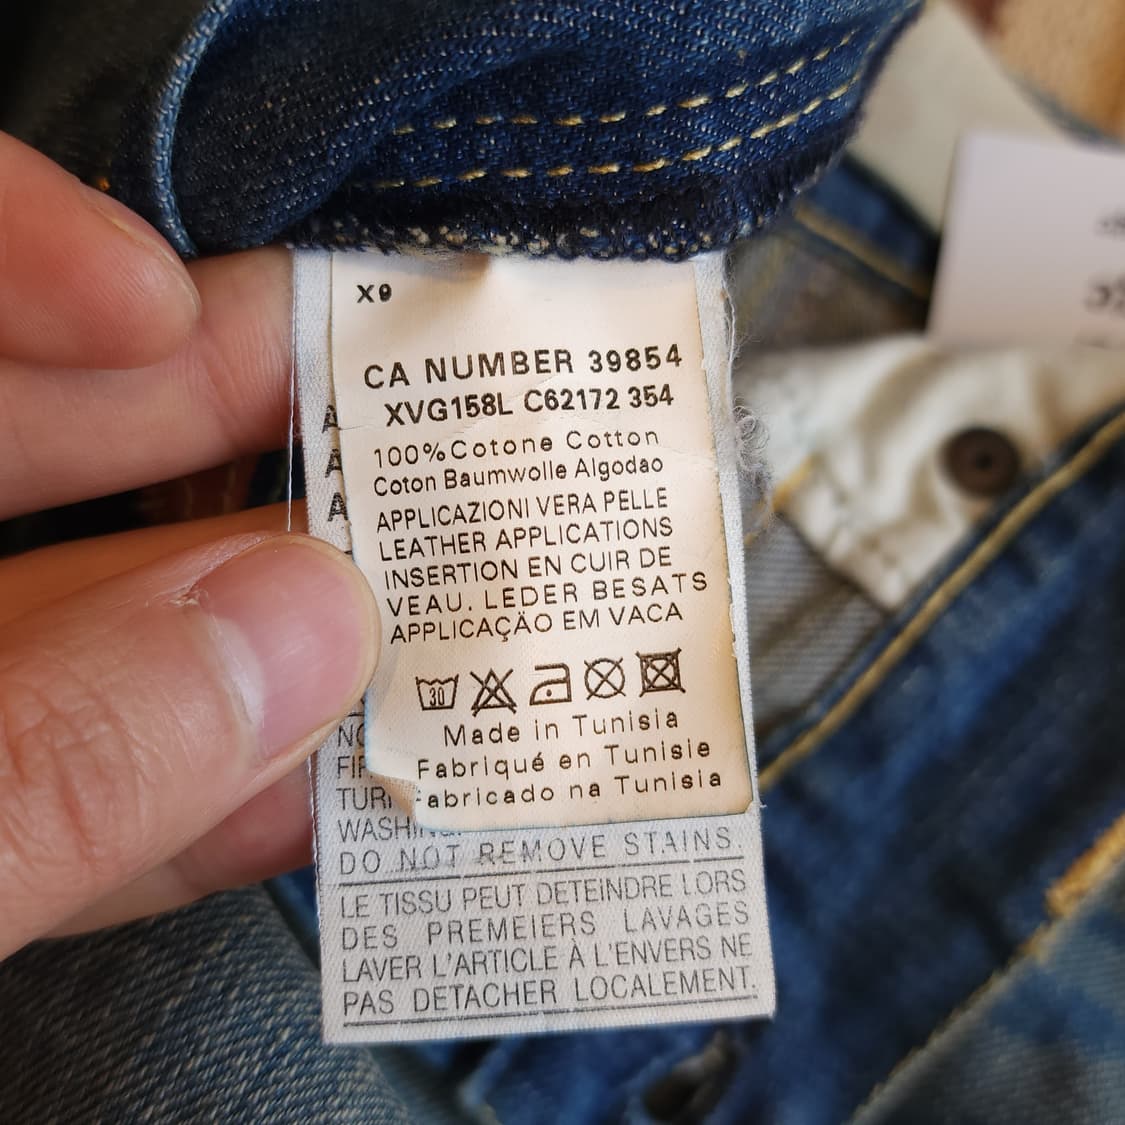 X9
CA NUMBER 39854
XVG158L C62172 354
100% Cotone Cotton
Coton Baumwolle Algodao
APPLICAZIONI VERA PELLE
LEATHER APPLICATIONS
INSERTION EN CUIR DE
VEAU. LEDER BESATS
APPLICAÇÄO EM VACA
30
Made in Tunisia
Fabriqué en Tunisie
abricado na Tunisia
DO NOT REMOVE STAINS.
LE TISSU PEUT DETEINDRE LORS
DES PREMEIERS LAVAGES
LAVER L'ARTICLE À L'ENVERS NE
PAS DETACHER LOCALEMENT.